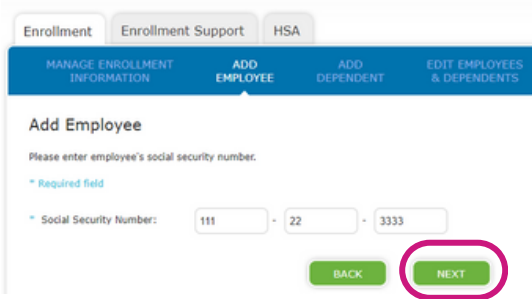 Enrollment Enrollment Support HSA
MANAGE ENROLLMENT INFORMATION ADD EMPLOYEE ADD DEPENDENT EDIT EMPLOYEES & DEPENDENTS
Add Employee
Please enter employee's social security number.
* Required field
* Social Security Number: 111 - 22 - 3333
BACK NEXT